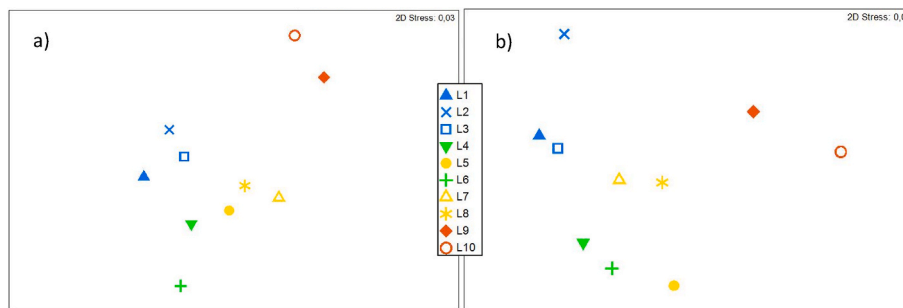 2D Stress: 0,03
a)
2D Stress: 0,0
b)
L1
L2
L3
L4
L5
L6
L7
L8
L9
L10